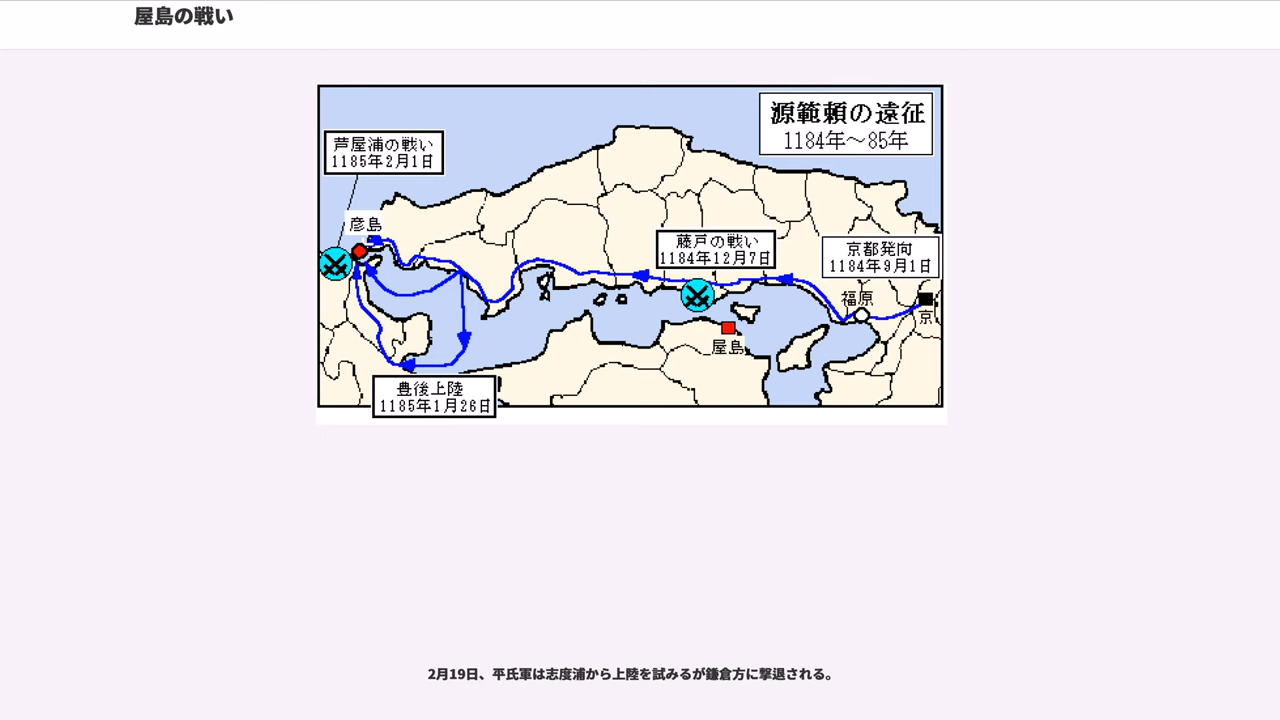 屋島の戦い
源範頼の遠征
1184年～85年
芦屋浦の戦い
1185年2月1日
彦島
藤戸の戦い
1184年12月7日
京都発向
1184年9月1日
福原
京
屋島
豊後上陸
1185年1月26日
2月19日、平氏軍は志度浦から上陸を試みるが鎌倉方に撃退される。